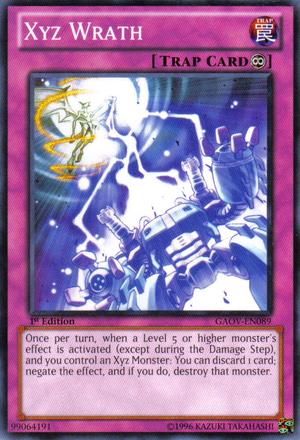 Xyz Wrath
TRAP
罠
[Trap Card ∞]
GAOV-EN089
1st Edition
Once per turn, when a Level 5 or higher monster's
effect is activated (except during the Damage Step),
and you control an Xyz Monster: You can discard 1 card;
negate the effect, and if you do, destroy that monster.
99064191
©1996 KAZUKI TAKAHASHI